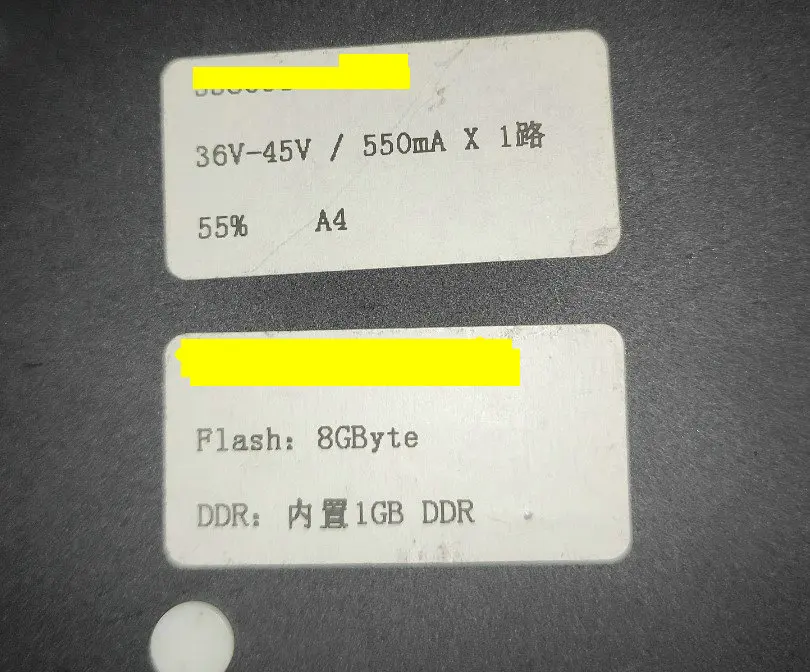 36V-45V / 550mA X 1路
55% A4
Flash: 8GByte
DDR: 内置1GB DDR